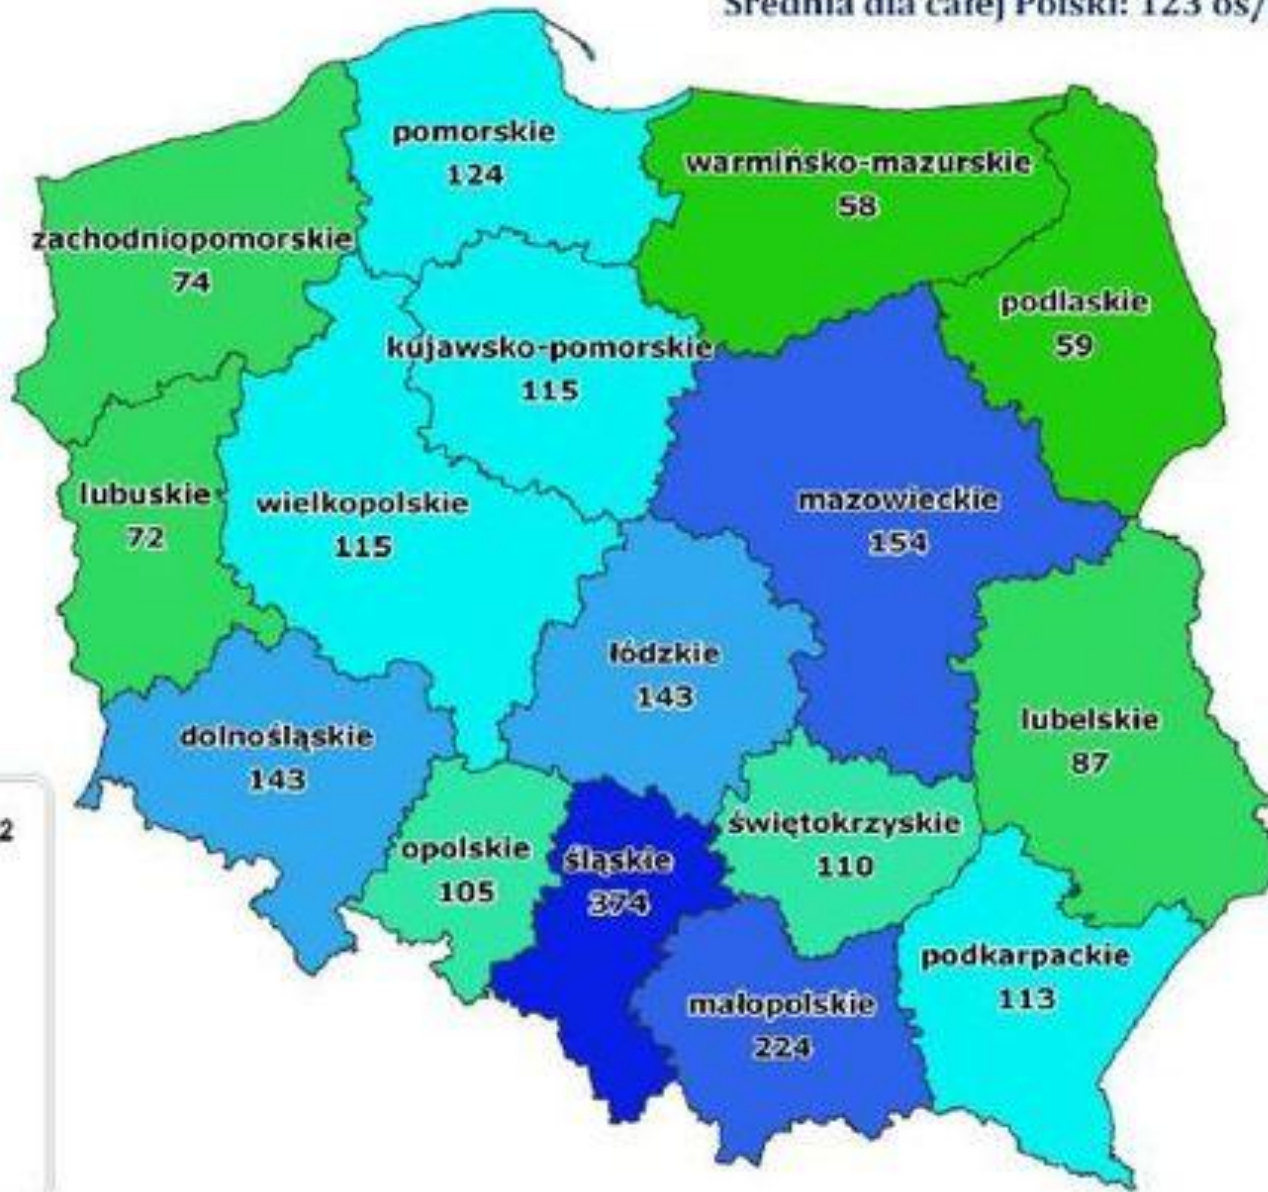 Średnia dla całej Polski: 123 os/
pomorskie
124
warmińsko-mazurskie
58
zachodniopomorskie
74
podlaskie
59
kujawsko-pomorskie
115
lubuskie
72
wielkopolskie
115
mazowieckie
154
łódzkie
143
dolnośląskie
143
lubelskie
87
opolskie
105
śląskie
374
świętokrzyskie
110
2
podkarpackie
113
małopolskie
224